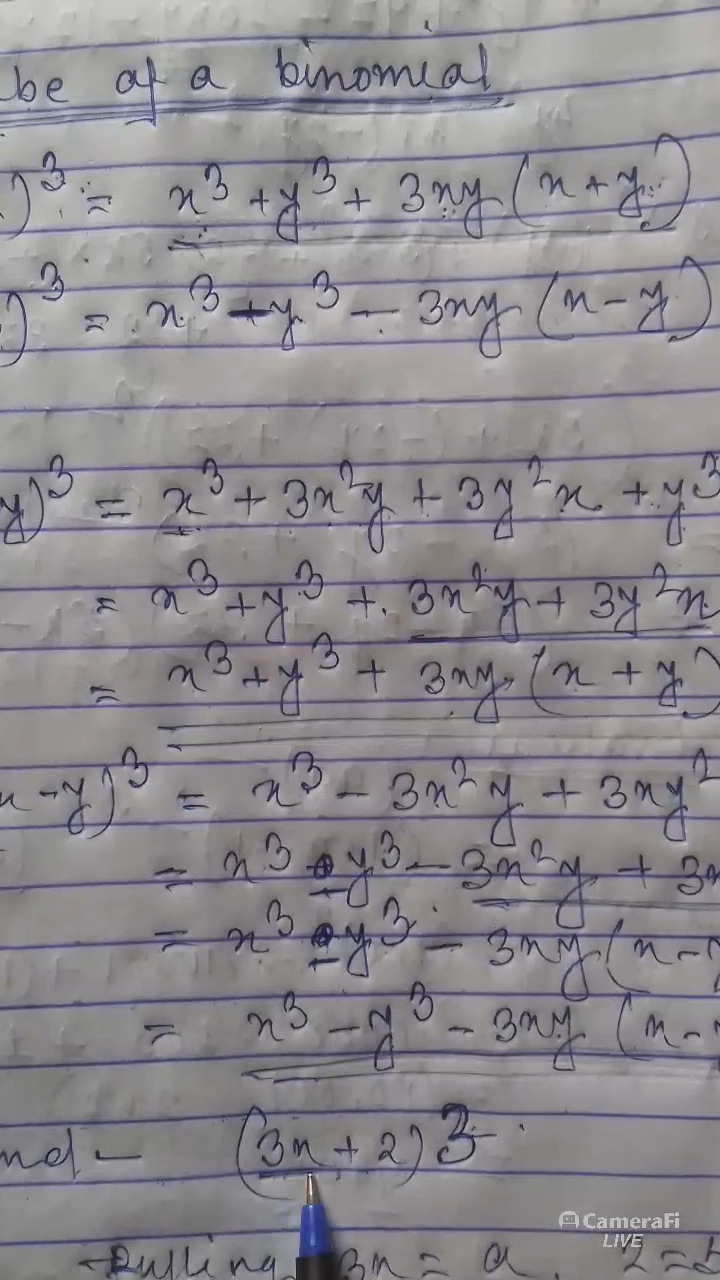 be of a binomial
)³ = x³ + y³ + 3xy (x + y)
)³ = x³ - y³ - 3xy (x - y)
y)³ = x³ + 3x²y + 3y²x + y³
= x³ + y³ + 3x²y + 3y²x
= x³ + y³ + 3xy (x + y)
x - y)³ = x³ - 3x²y + 3xy²
= x³ - y³ - 3x²y + 3x
= x³ - y³ - 3xy (x - y
= x³ - y³ - 3xy (x -
nd - (3x + 2)3
CameraFi
LIVE
3x = a 2 =